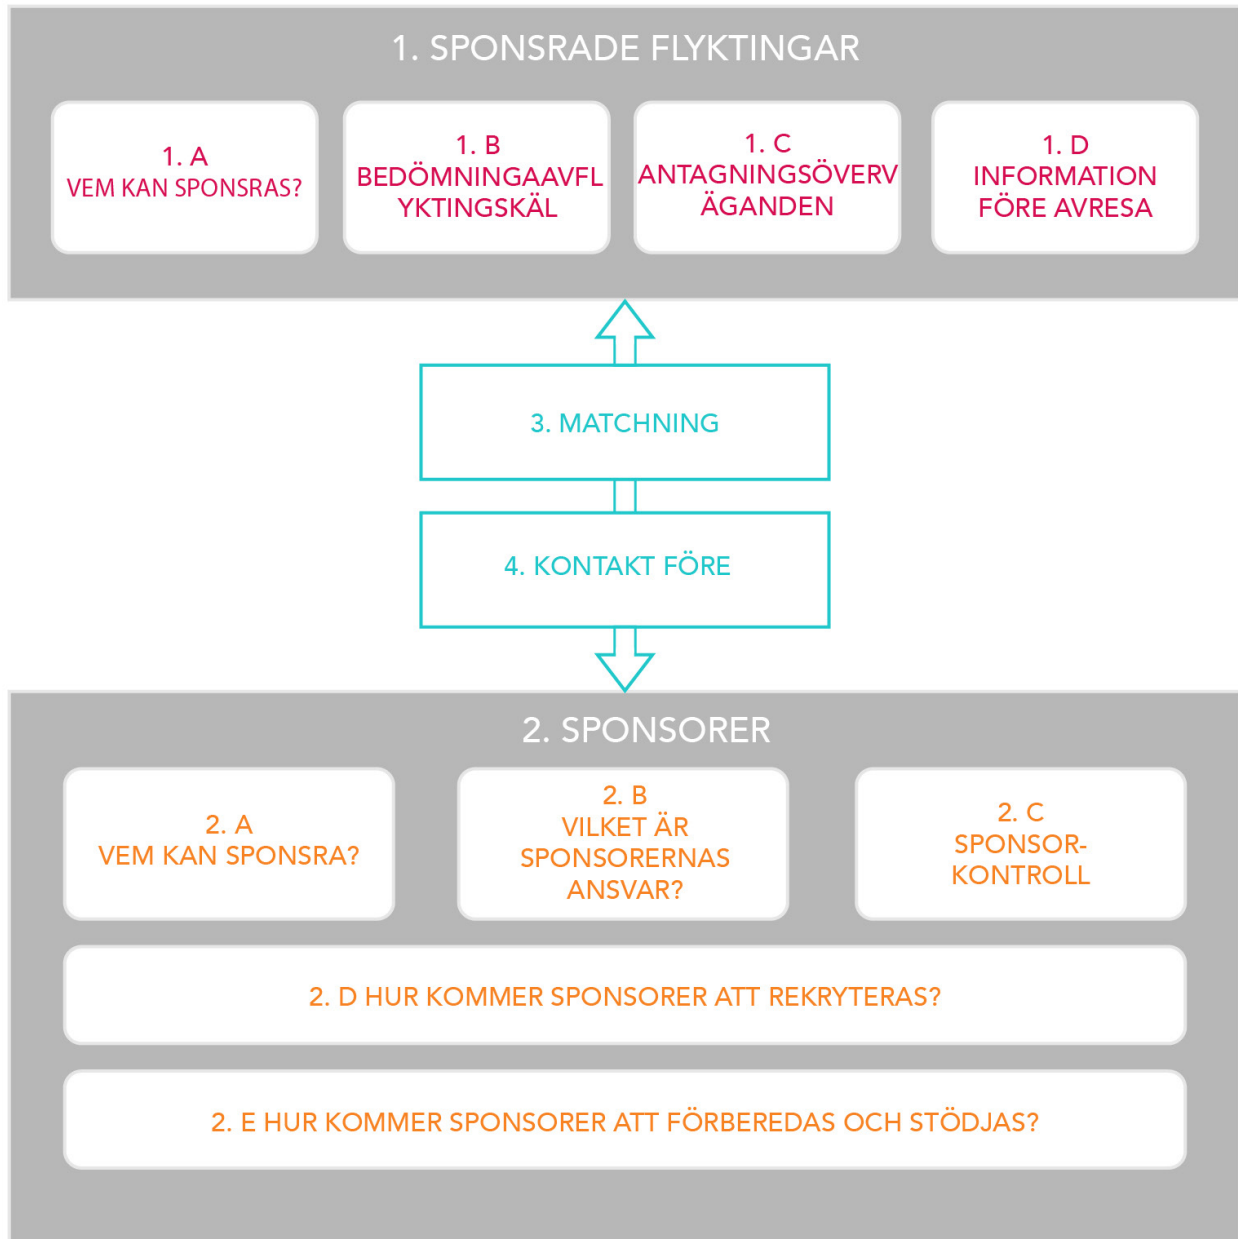 1. SPONSRADE FLYKTINGAR
1. A
VEM KAN SPONSRAS?
1. B
BEDÖMNINGAAVFL
YKTINGSKÄL
1. C
ANTAGNINGSÖVERV
ÄGANDEN
1. D
INFORMATION
FÖRE AVRESA
3. MATCHNING
4. KONTAKT FÖRE
2. SPONSORER
2. A
VEM KAN SPONSRA?
2. B
VILKET ÄR
SPONSORERNAS
ANSVAR?
2. C
SPONSOR-
KONTROLL
2. D HUR KOMMER SPONSORER ATT REKRYTERAS?
2. E HUR KOMMER SPONSORER ATT FÖRBEREDAS OCH STÖDJAS?